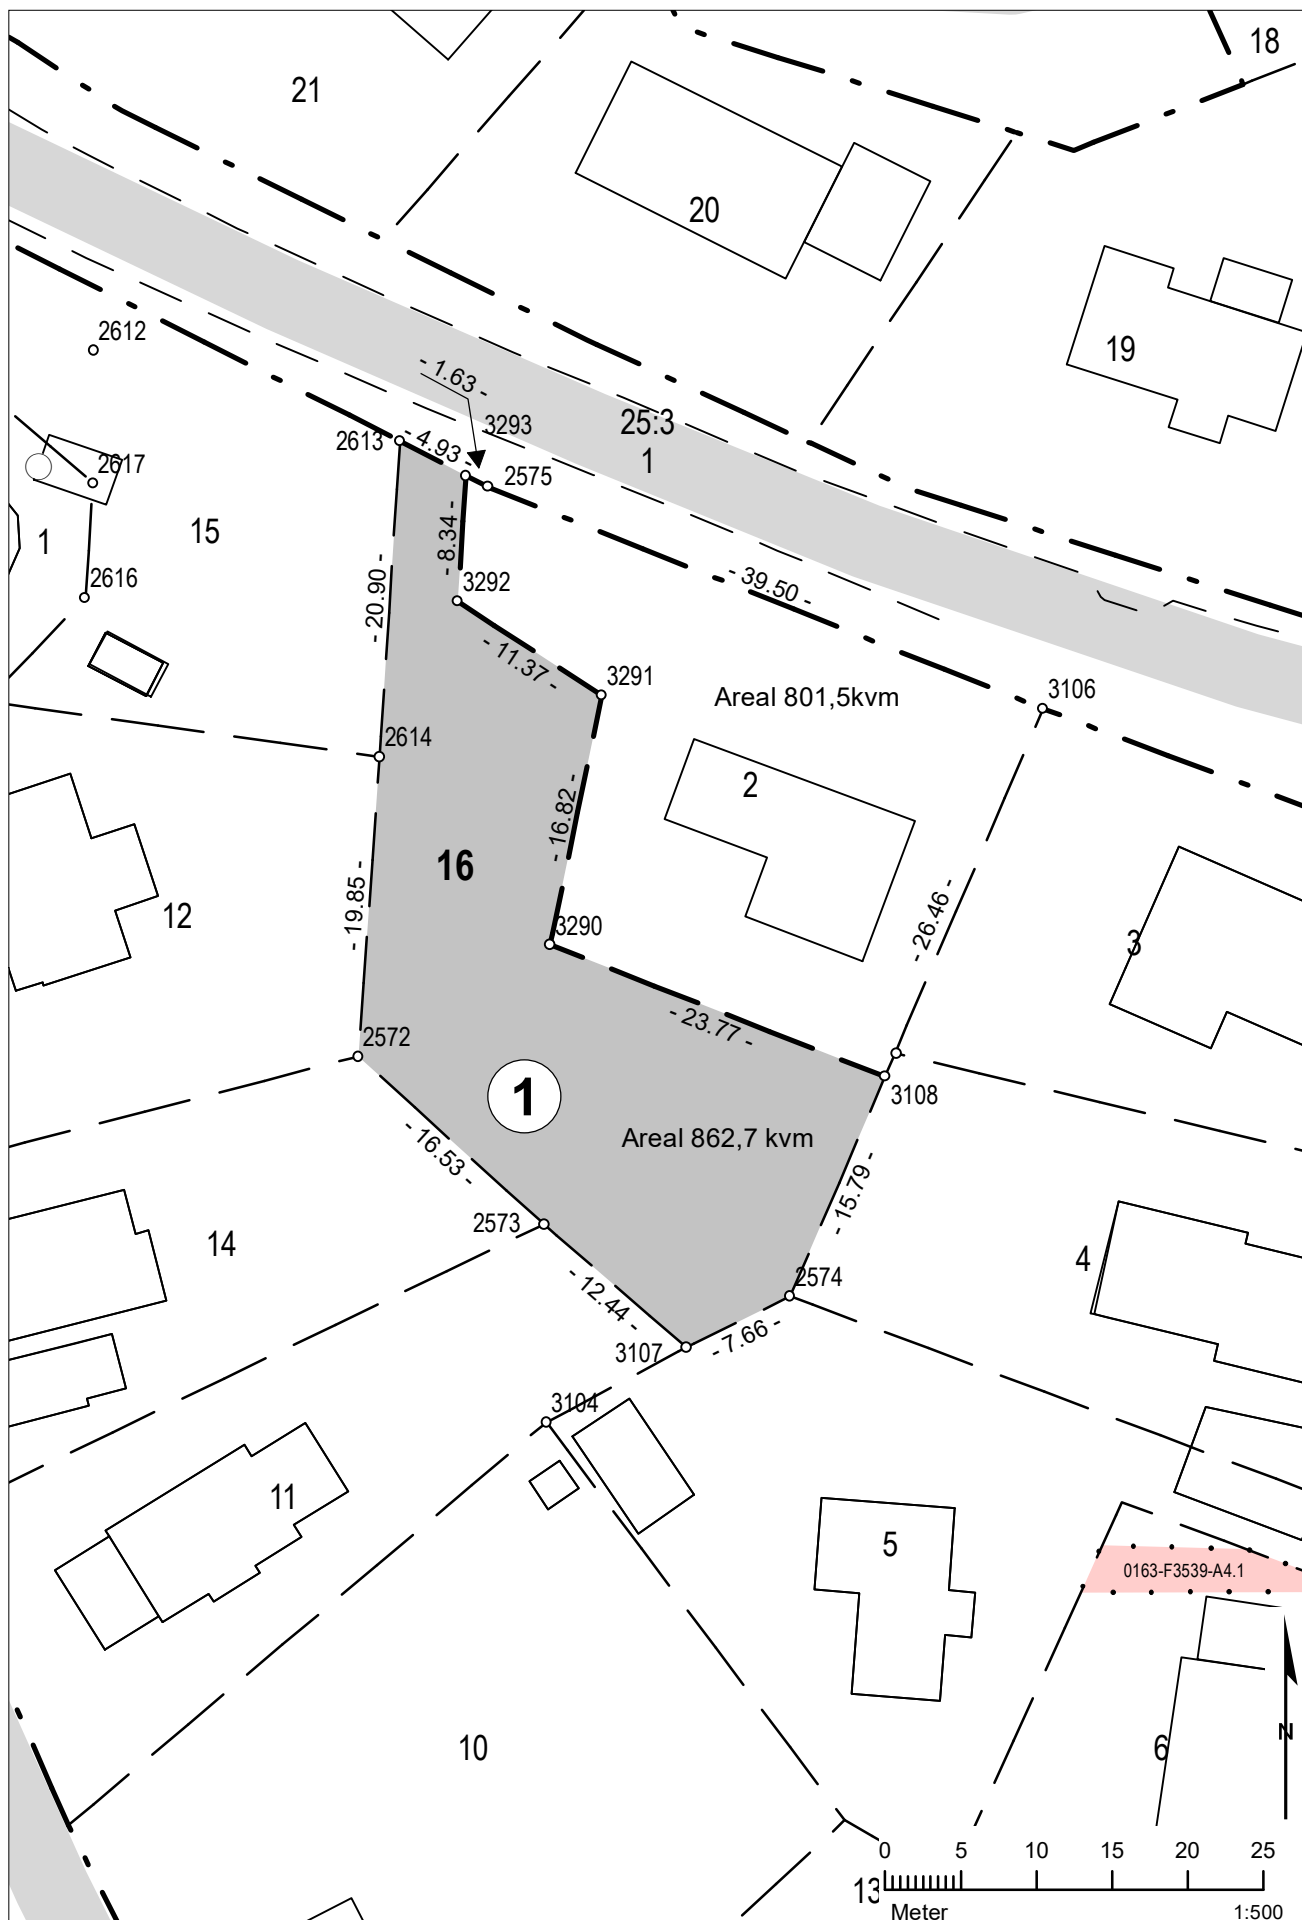 18
21
20
19
2612
- 1.63 -
3293
25:3
1
2613
- 4.93 -
2575
2617
15
1
- 8.34 -
2616
3292
- 20.90 -
- 39.50 -
- 11.37 -
3291
Areal 801,5kvm
3106
2614
2
- 16.82 -
16
- 19.85 -
12
- 26.46 -
3
3290
- 23.77 -
2572
1
3108
Areal 862,7 kvm
- 16.53 -
- 15.79 -
2573
14
4
2574
- 12.44 -
- 7.66 -
3107
3104
11
5
0163-F3539-A4.1
N
10
6
0 5 10 15 20 25
13
Meter 1:500